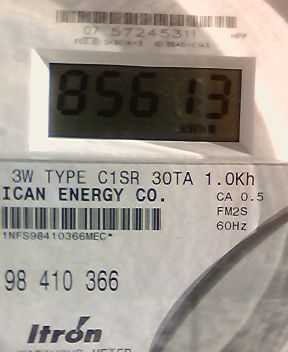 07 57245311
HPP
85613
kWh
3W TYPE C1SR 30TA 1.0Kh
ICAN ENERGY CO.
CA 0.5
FM2S
60Hz
1NFS98410366MEC*
98 410 366
Itron